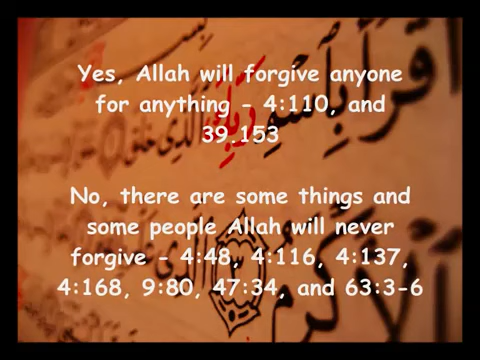 Yes, Allah will forgive anyone
for anything - 4:110, and
39.153
No, there are some things and
some people Allah will never
forgive - 4:48, 4:116, 4:137,
4:168, 9:80, 47:34, and 63:3-6